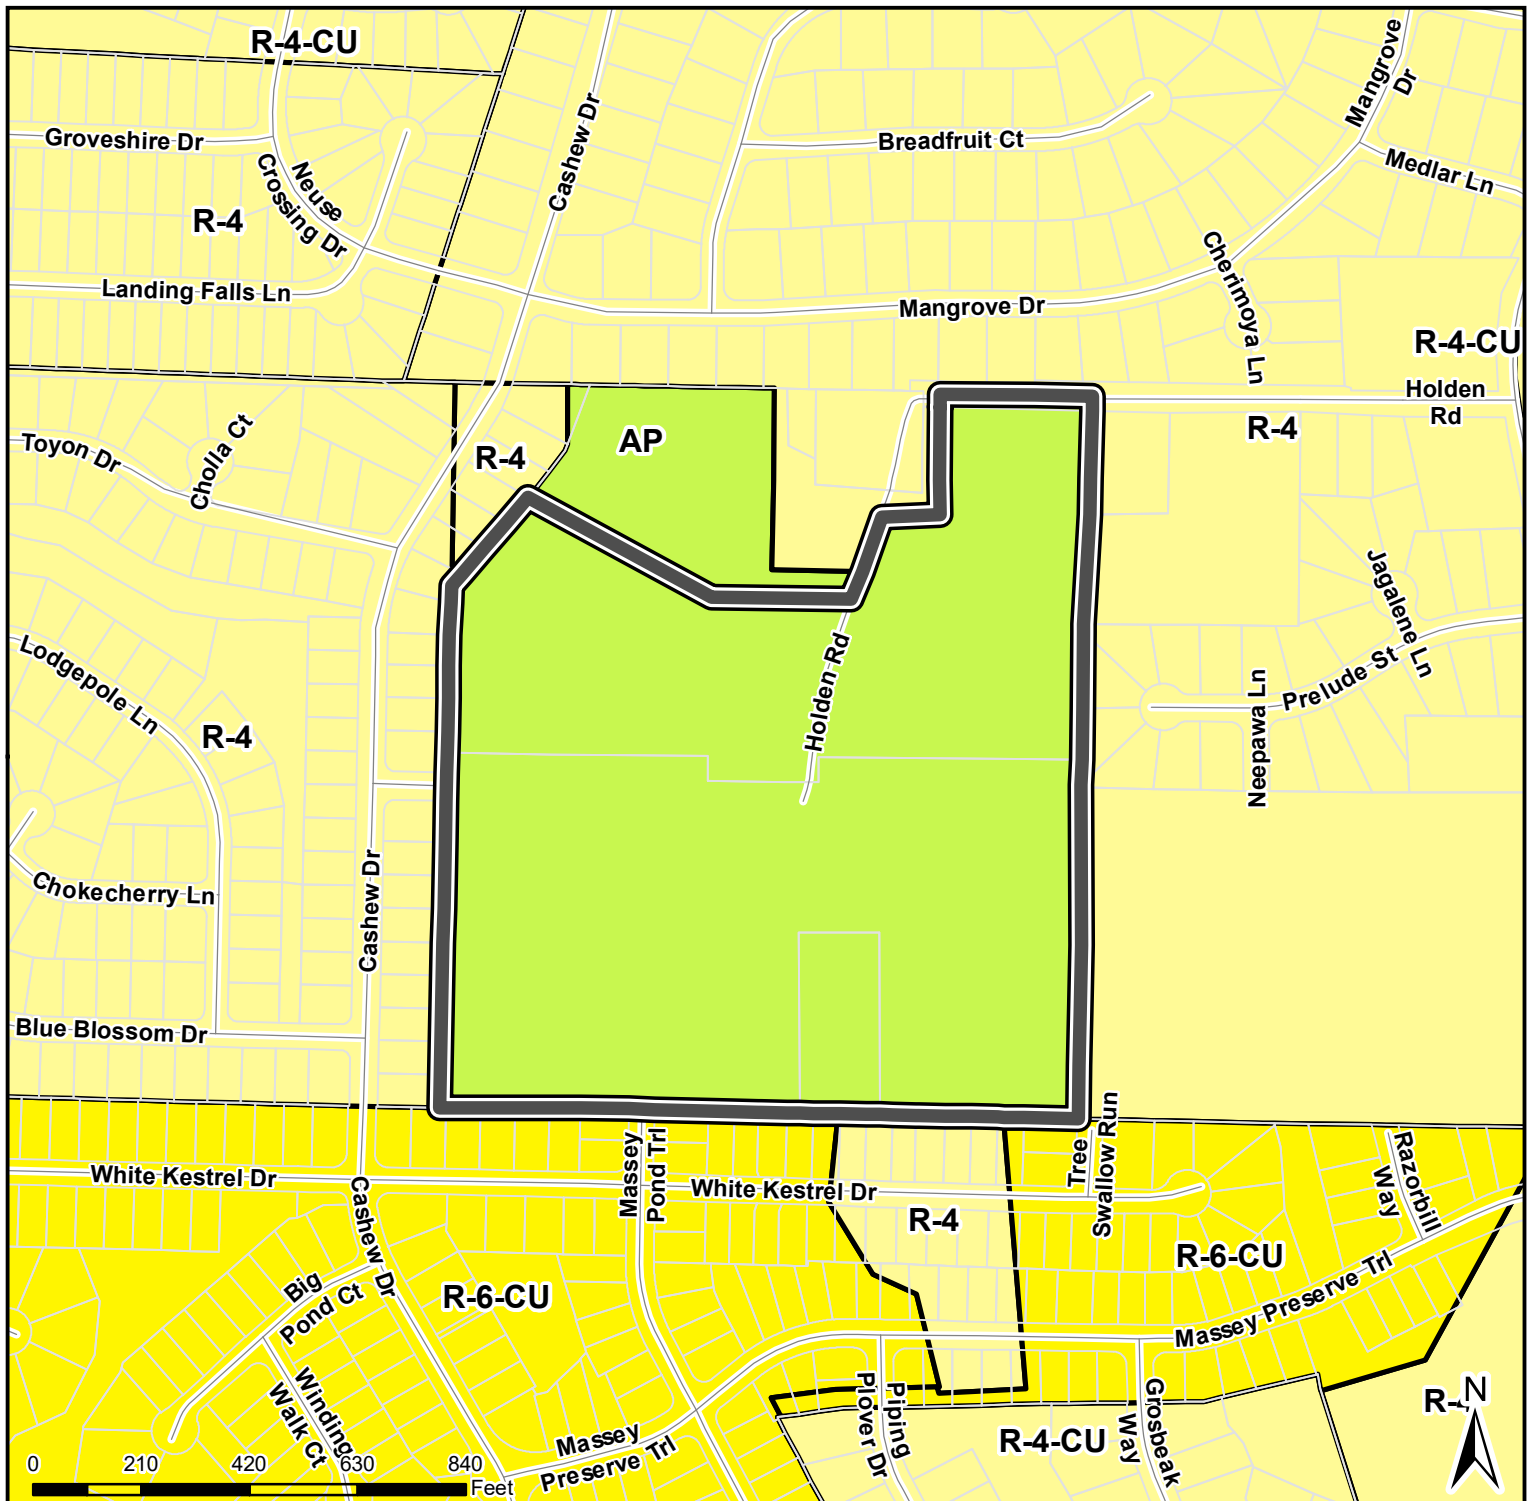 R-4-CU
Mangrove
Dr
Cashew Dr
Groveshire Dr
Neuse
Crossing Dr
Breadfruit Ct
Medlar Ln
R-4
Landing Falls Ln
Mangrove Dr
Cherimoya Ln
R-4-CU
Holden
Rd
Toyon Dr
Cholla Ct
R-4
AP
R-4
Jagalene Ln
Lodgepole Ln
R-4
Holden Rd
Neepawa Ln
Prelude St
Chokecherry Ln
Cashew Dr
Blue Blossom Dr
White Kestrel Dr
Massey
Pond Trl
White Kestrel Dr
Tree
Swallow Run
Razorbill
Way
Cashew Dr
R-4
R-6-CU
Big
Pond Ct
R-6-CU
Massey Preserve Trl
Winding
Walk Ct
Massey
Preserve Trl
Piping
Plover Dr
R-4-CU
Grosbeak
Way
R-4
N
0 210 420 630 840
Feet